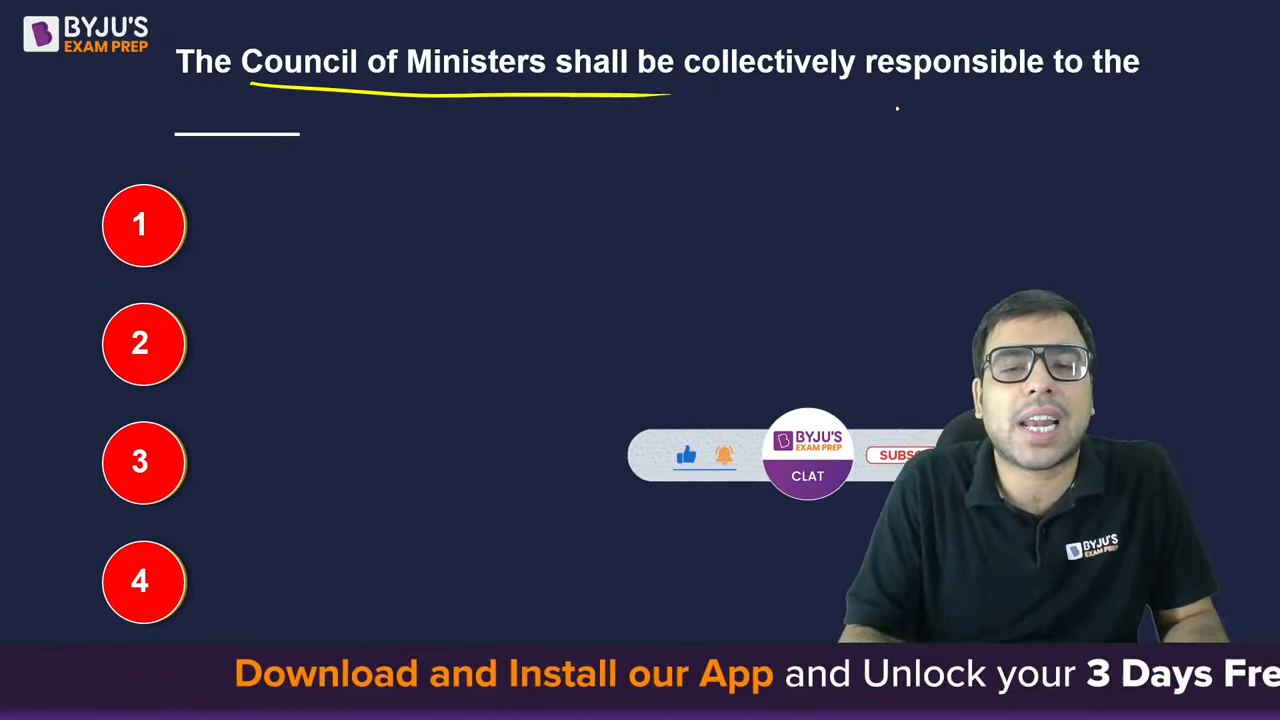 BYJU'S
EXAM PREP
The Council of Ministers shall be collectively responsible to the
1
2
3
4
BYJU'S
EXAM PREP
CLAT
SUBSC
BYJU'S
EXAM PREP
Download and Install our App and Unlock your 3 Days Fre